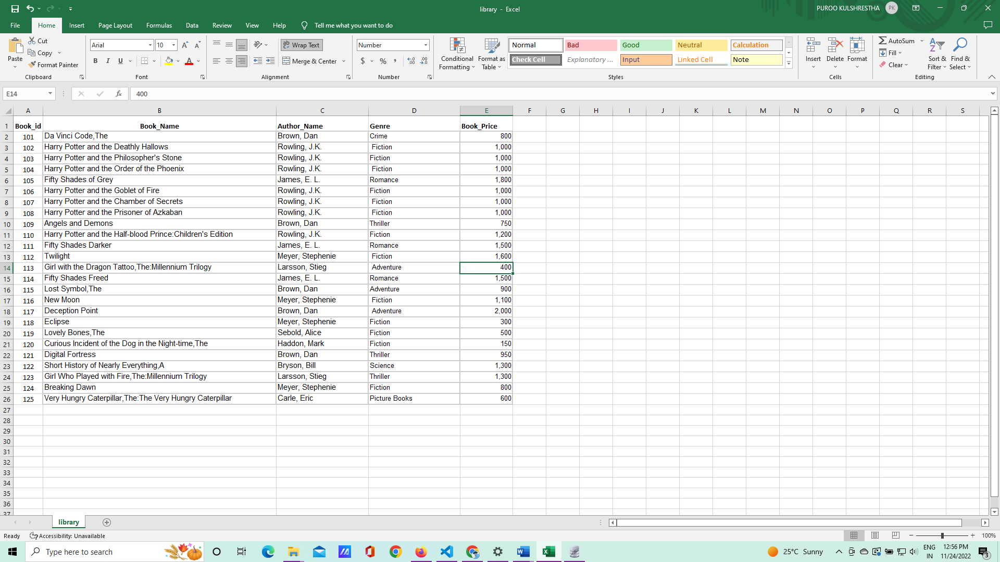 library - Excel
PUROO KULSHRESTHA PK
File Home Insert Page Layout Formulas Data Review View Help Tell me what you want to do
Paste Cut Copy Format Painter Clipboard
Arial 10 A A B I U A Font
ab Wrap Text Merge & Center Alignment
Number $ % , Number
Conditional Formatting Format as Table
Normal Bad Good Neutral Calculation
Check Cell Explanatory ... Input Linked Cell Note
Styles
Insert Delete Format Cells
AutoSum Fill Clear Sort & Filter Find & Select Editing
E14 fx 400
A B C D E F G H I J K L M N O P Q R S
1 Book_id Book_Name Author_Name Genre Book_Price
2 101 Da Vinci Code,The Brown, Dan Crime 800
3 102 Harry Potter and the Deathly Hallows Rowling, J.K. Fiction 1,000
4 103 Harry Potter and the Philosopher's Stone Rowling, J.K. Fiction 1,000
5 104 Harry Potter and the Order of the Phoenix Rowling, J.K. Fiction 1,000
6 105 Fifty Shades of Grey James, E. L. Romance 1,800
7 106 Harry Potter and the Goblet of Fire Rowling, J.K. Fiction 1,000
8 107 Harry Potter and the Chamber of Secrets Rowling, J.K. Fiction 1,000
9 108 Harry Potter and the Prisoner of Azkaban Rowling, J.K. Fiction 1,000
10 109 Angels and Demons Brown, Dan Thriller 750
11 110 Harry Potter and the Half-blood Prince:Children's Edition Rowling, J.K. Fiction 1,200
12 111 Fifty Shades Darker James, E. L. Romance 1,500
13 112 Twilight Meyer, Stephenie Fiction 1,600
14 113 Girl with the Dragon Tattoo,The:Millennium Trilogy Larsson, Stieg Adventure 400
15 114 Fifty Shades Freed James, E. L. Romance 1,500
16 115 Lost Symbol,The Brown, Dan Adventure 900
17 116 New Moon Meyer, Stephenie Fiction 1,100
18 117 Deception Point Brown, Dan Adventure 2,000
19 118 Eclipse Meyer, Stephenie Fiction 300
20 119 Lovely Bones,The Sebold, Alice Fiction 500
21 120 Curious Incident of the Dog in the Night-time,The Haddon, Mark Fiction 150
22 121 Digital Fortress Brown, Dan Thriller 950
23 122 Short History of Nearly Everything,A Bryson, Bill Science 1,300
24 123 Girl Who Played with Fire,The:Millennium Trilogy Larsson, Stieg Thriller 1,300
25 124 Breaking Dawn Meyer, Stephenie Fiction 800
26 125 Very Hungry Caterpillar,The:The Very Hungry Caterpillar Carle, Eric Picture Books 600
27
28
29
30
31
32
33
34
35
36
37
library
Ready Accessibility: Unavailable 100%
Type here to search
25°C Sunny
ENG IN
12:56 PM
11/24/2022
3